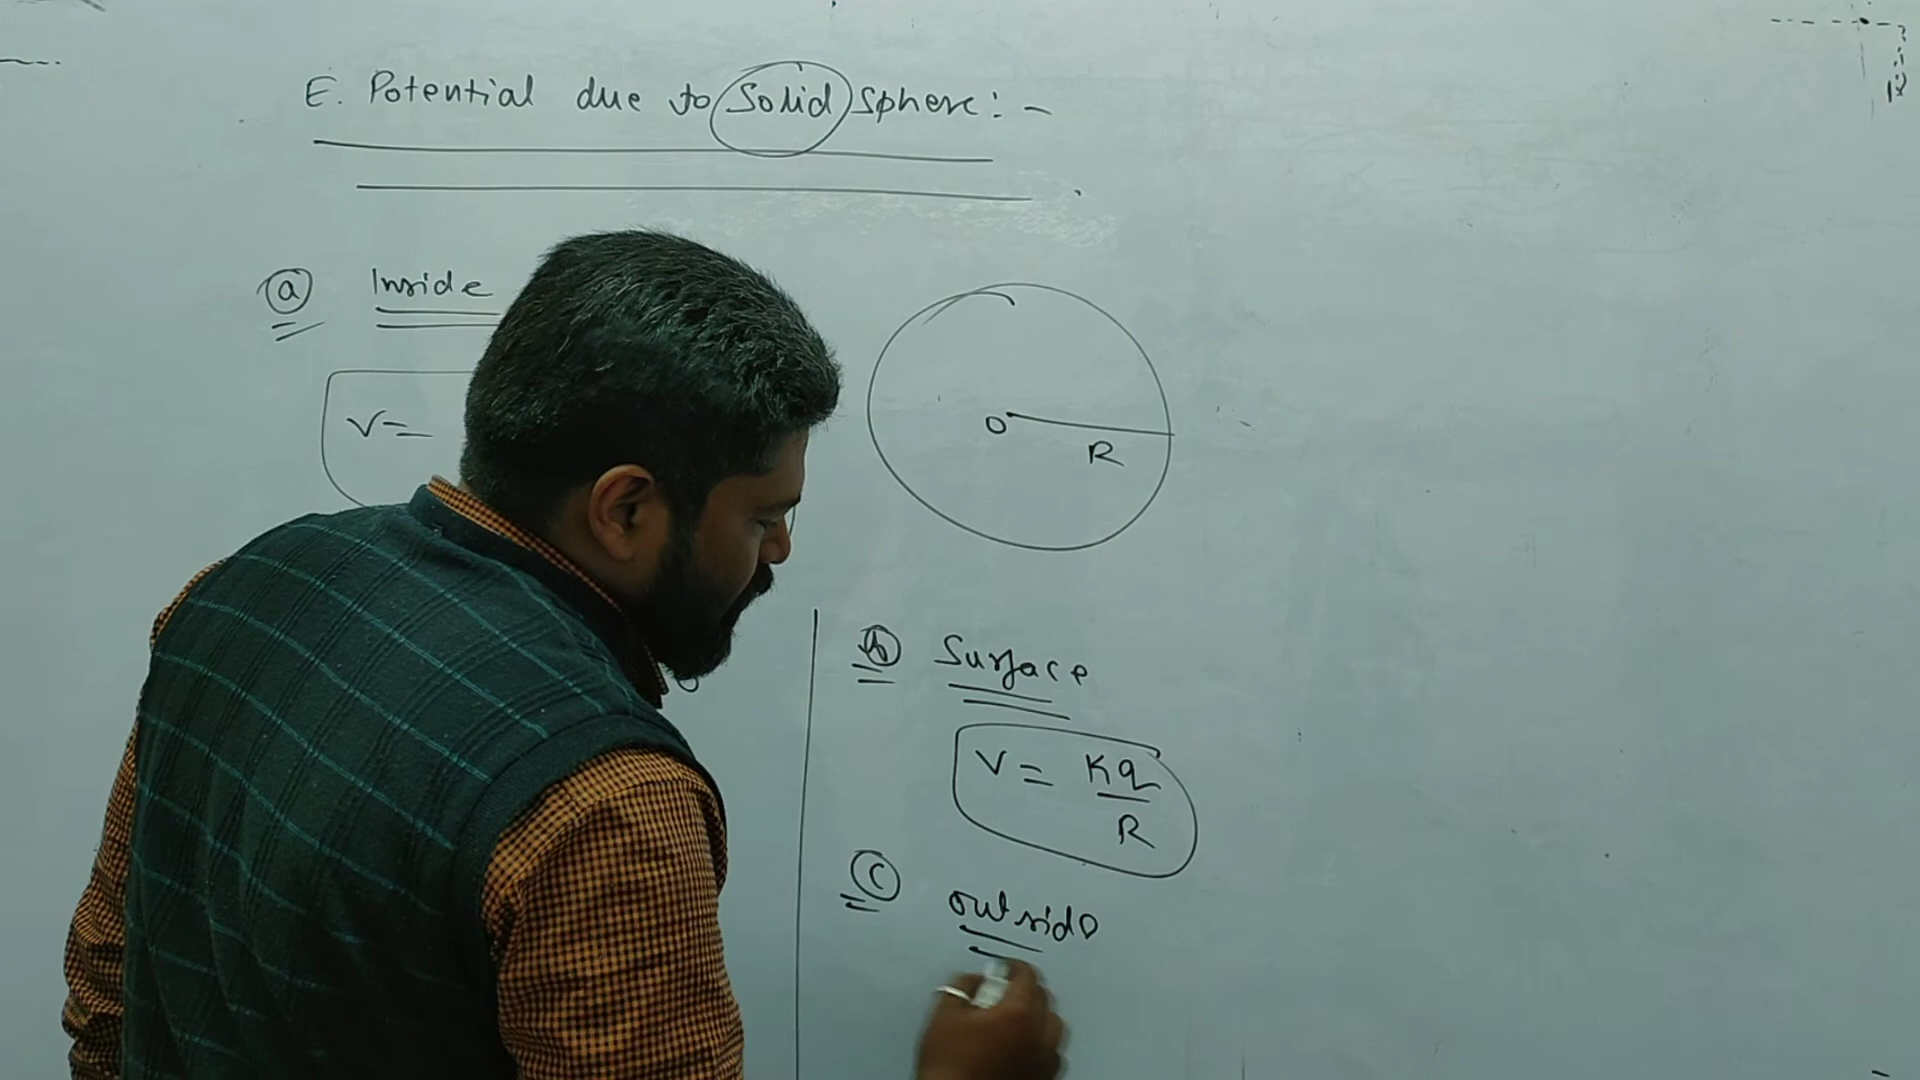 E. Potential due to Solid Sphere: -
(a) Inside
V=
O
R
(b) Surface
V = Kq/R
(c) outside